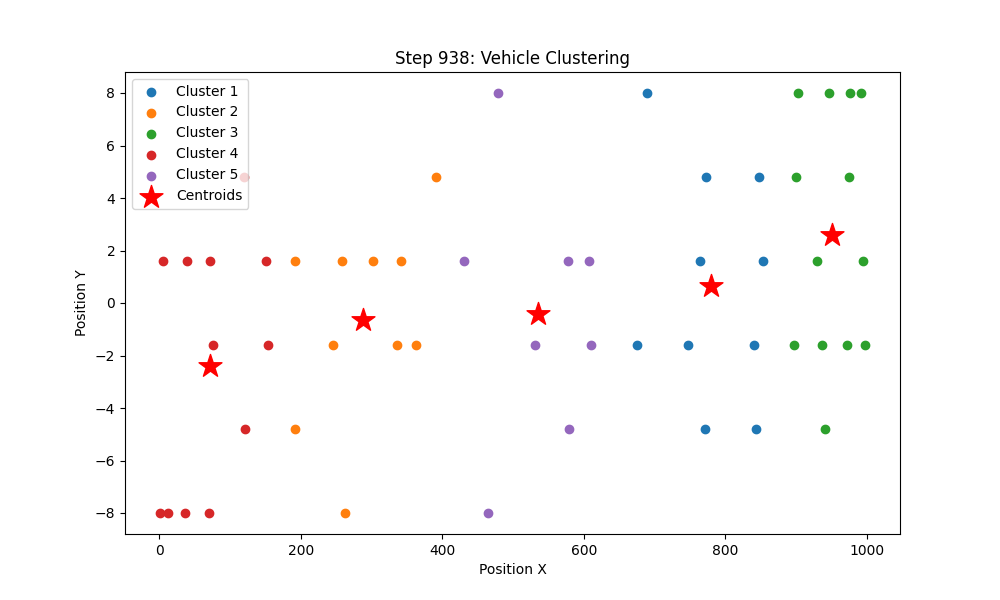 Step 938: Vehicle Clustering
Cluster 1
Cluster 2
Cluster 3
Cluster 4
Cluster 5
Centroids
Position Y
8
6
4
2
0
−2
−4
−6
−8
0 200 400 600 800 1000
Position X